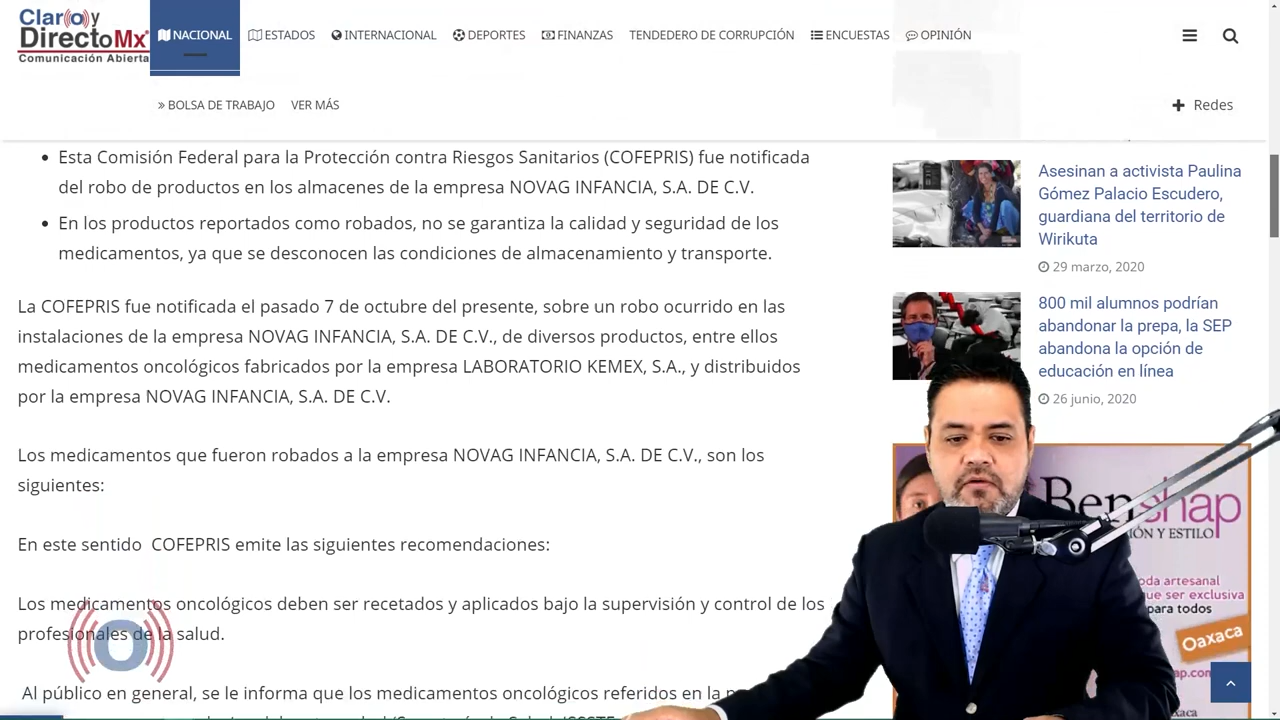 Claro y
DirectoMx
Comunicación Abierta
NACIONAL
ESTADOS
INTERNACIONAL
DEPORTES
FINANZAS
TENDEDERO DE CORRUPCIÓN
ENCUESTAS
OPINIÓN
» BOLSA DE TRABAJO
VER MÁS
Redes
• Esta Comisión Federal para la Protección contra Riesgos Sanitarios (COFEPRIS) fue notificada
del robo de productos en los almacenes de la empresa NOVAG INFANCIA, S.A. DE C.V.
• En los productos reportados como robados, no se garantiza la calidad y seguridad de los
medicamentos, ya que se desconocen las condiciones de almacenamiento y transporte.
La COFEPRIS fue notificada el pasado 7 de octubre del presente, sobre un robo ocurrido en las
instalaciones de la empresa NOVAG INFANCIA, S.A. DE C.V., de diversos productos, entre ellos
medicamentos oncológicos fabricados por la empresa LABORATORIO KEMEX, S.A., y distribuidos
por la empresa NOVAG INFANCIA, S.A. DE C.V.
Los medicamentos que fueron robados a la empresa NOVAG INFANCIA, S.A. DE C.V., son los
siguientes:
En este sentido COFEPRIS emite las siguientes recomendaciones:
Los medicamentos oncológicos deben ser recetados y aplicados bajo la supervisión y control de los
profesionales de la salud.
Al público en general, se le informa que los medicamentos oncológicos referidos en la
Asesinan a activista Paulina
Gómez Palacio Escudero,
guardiana del territorio de
Wirikuta
29 marzo, 2020
800 mil alumnos podrían
abandonar la prepa, la SEP
abandona la opción de
educación en línea
26 junio, 2020
Benshap
Y ESTILO
artesanal
que ser exclusiva
para todos
Oaxaca